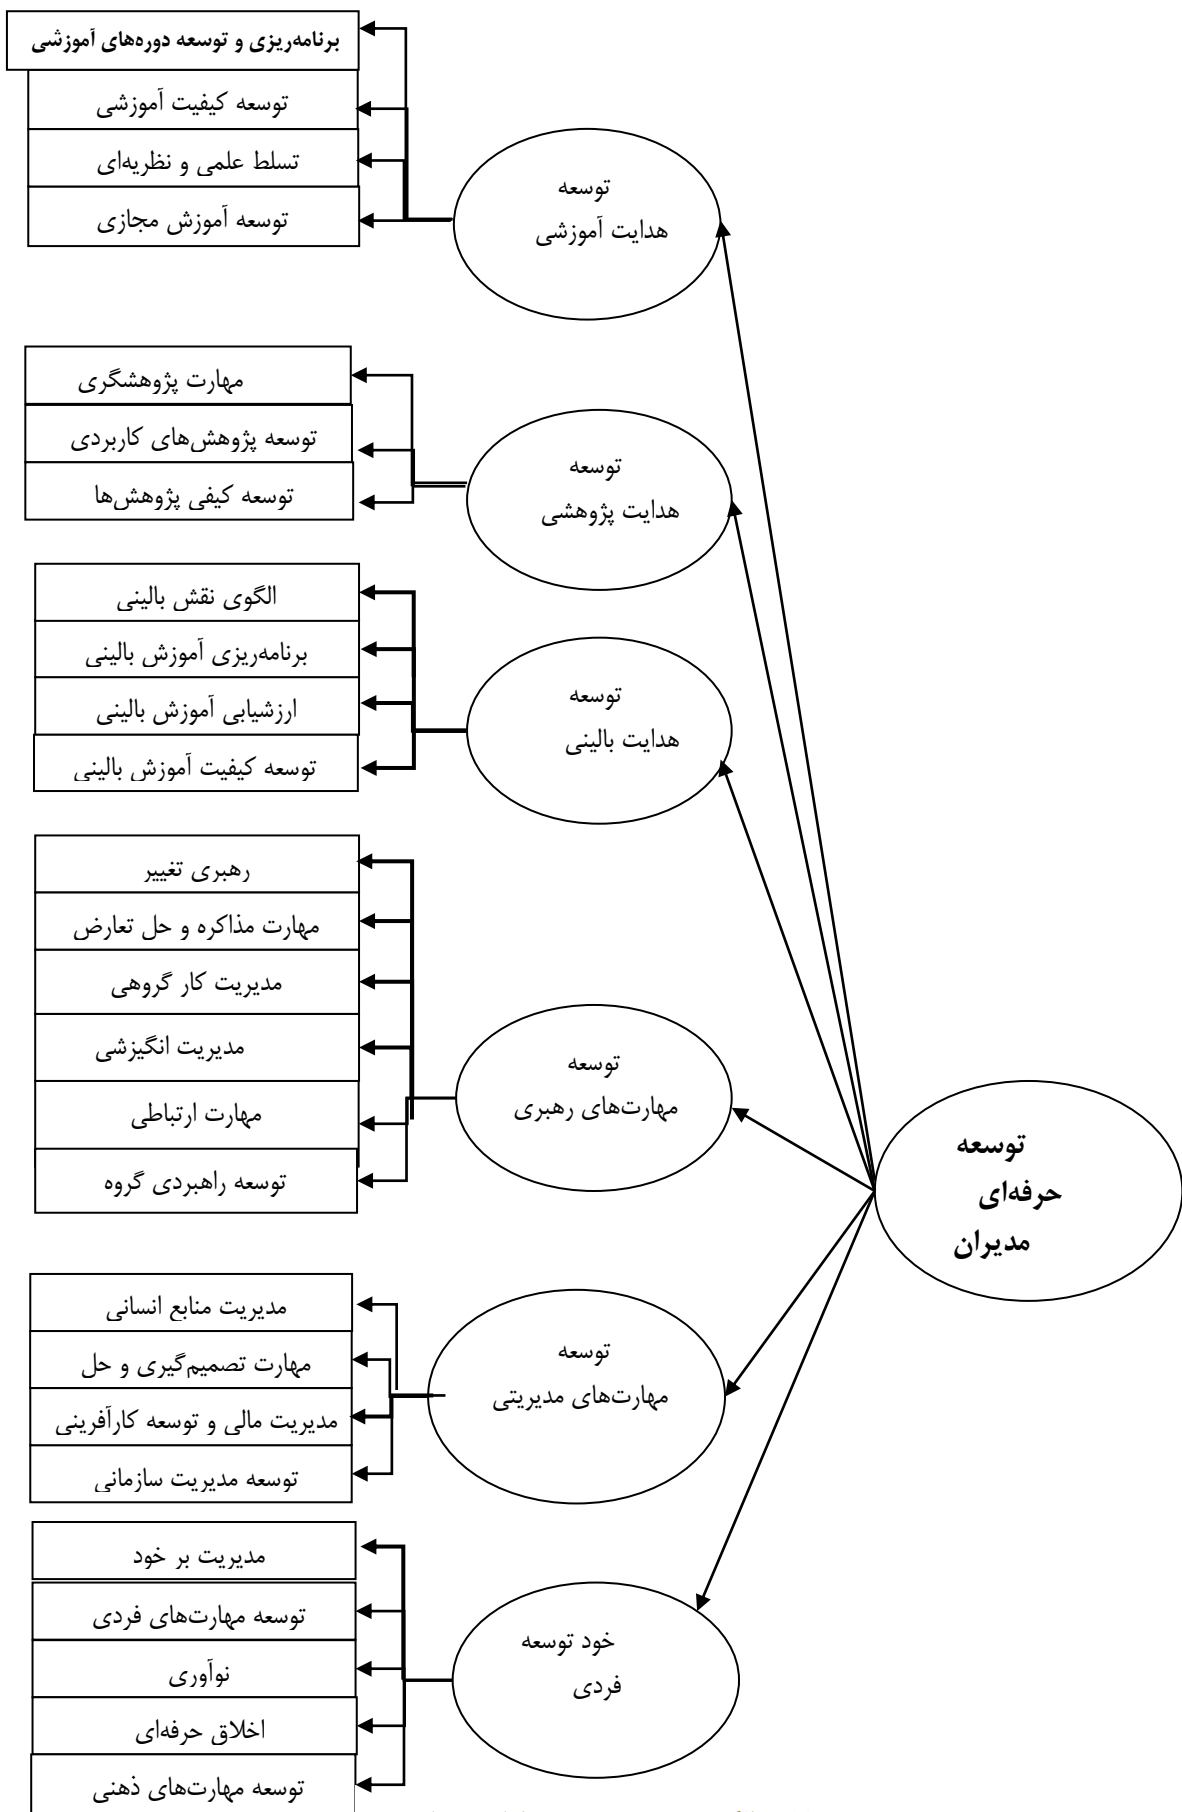 برنامه‌ریزی و توسعه دوره‌های آموزشی
توسعه کیفیت آموزشی
تسلط علمی و نظریه‌ای
توسعه آموزش مجازی
توسعه
هدایت آموزشی
مهارت پژوهشگری
توسعه پژوهش‌های کاربردی
توسعه کیفی پژوهش‌ها
توسعه
هدایت پژوهشی
الگوی نقش بالینی
برنامه‌ریزی آموزش بالینی
ارزشیابی آموزش بالینی
توسعه کیفیت آموزش بالینی
توسعه
هدایت بالینی
رهبری تغییر
مهارت مذاکره و حل تعارض
مدیریت کار گروهی
مدیریت انگیزشی
مهارت ارتباطی
توسعه راهبردی گروه
توسعه
مهارت‌های رهبری
توسعه
حرفه‌ای
مدیران
مدیریت منابع انسانی
مهارت تصمیم‌گیری و حل
مدیریت مالی و توسعه کارآفرینی
توسعه مدیریت سازمانی
توسعه
مهارت‌های مدیریتی
مدیریت بر خود
توسعه مهارت‌های فردی
نوآوری
اخلاق حرفه‌ای
توسعه مهارت‌های ذهنی
خود توسعه
فردی